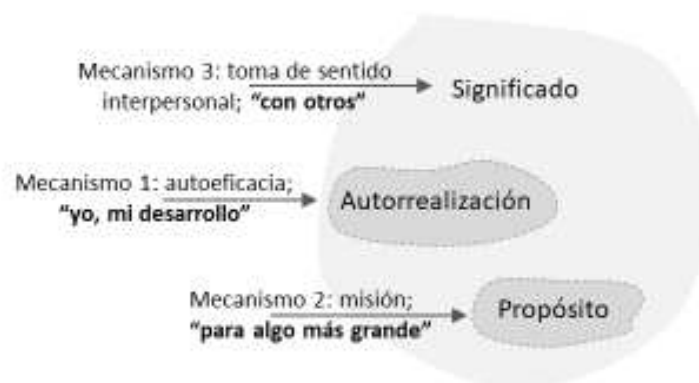 Mecanismo 3: toma de sentido
interpersonal; "con otros"
Significado
Mecanismo 1: autoeficacia;
"yo, mi desarrollo"
Autorrealización
Mecanismo 2: misión;
"para algo más grande"
Propósito